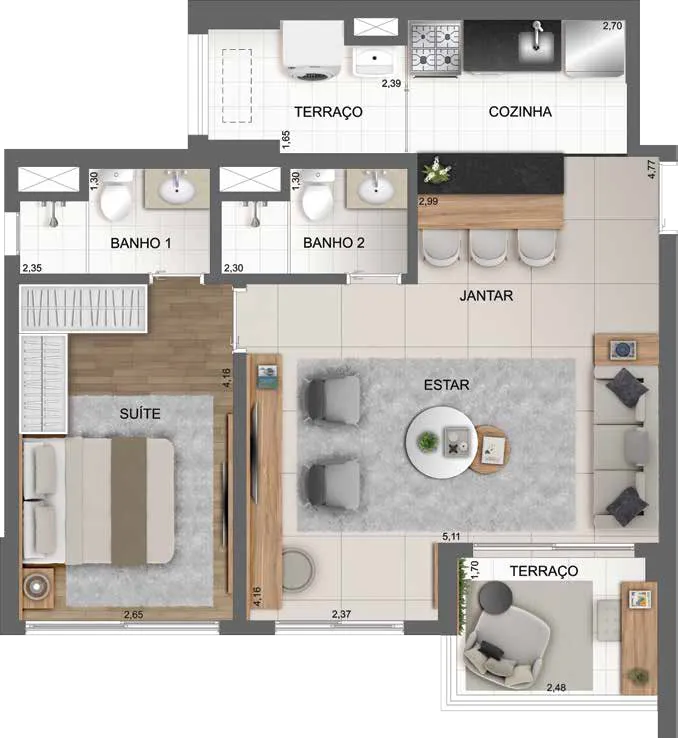 2,70
2,39
TERRAÇO
COZINHA
1,65
1,30
1,30
4,77
2,99
BANHO 1
BANHO 2
2,35
2,30
JANTAR
4,16
ESTAR
SUÍTE
5,11
1,70
TERRAÇO
4,16
2,65
2,37
2,48